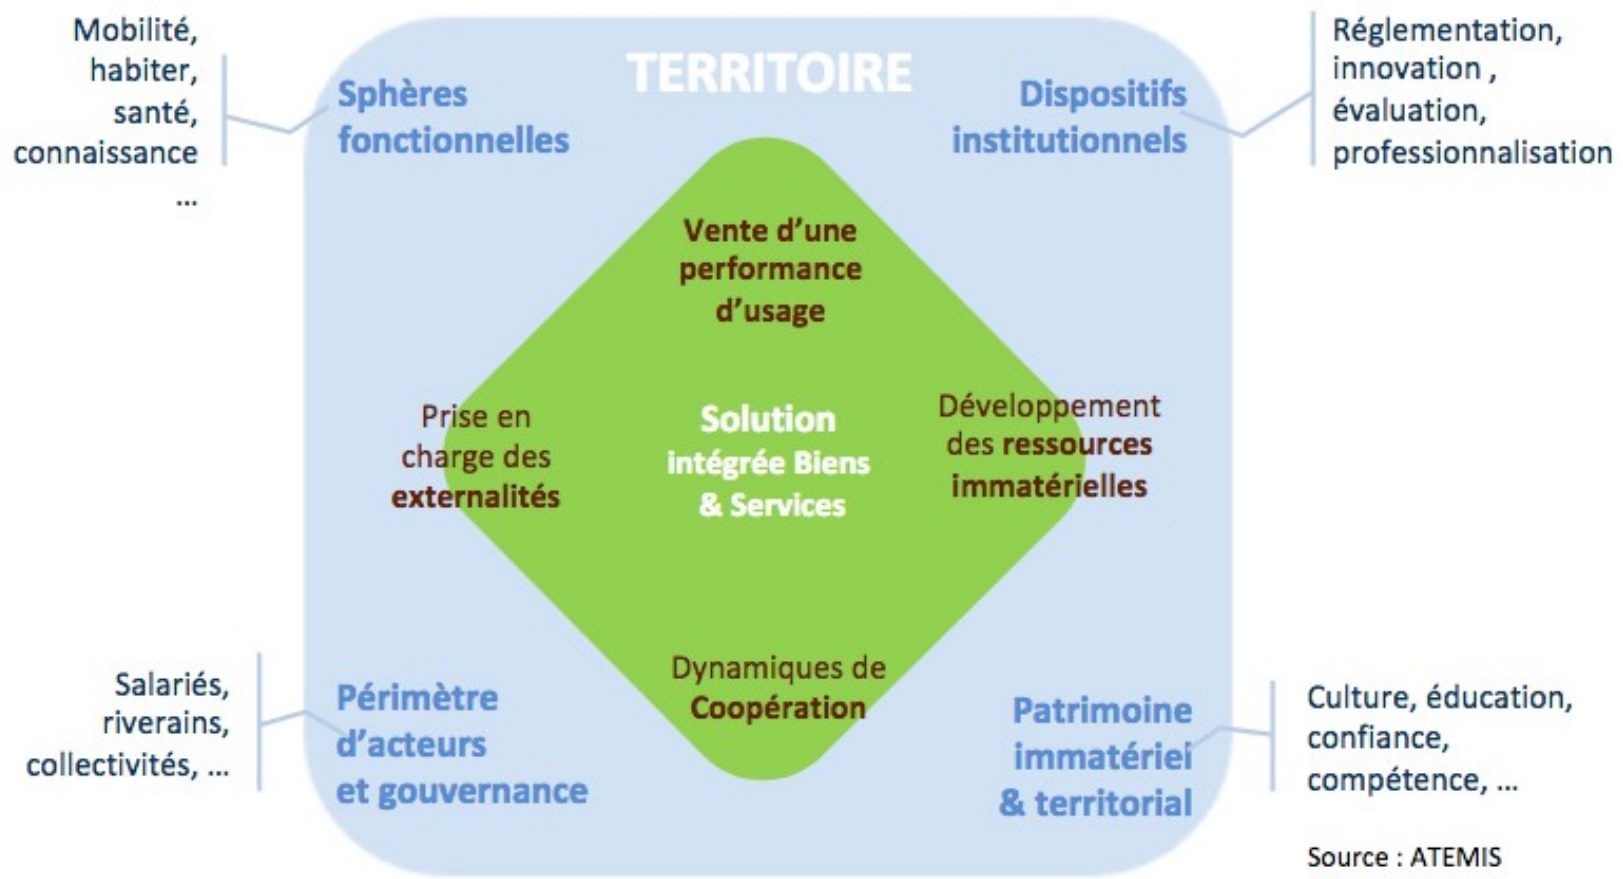 Mobilité,
habiter,
santé,
connaissance
...
Sphères
fonctionnelles
TERRITOIRE
Dispositifs
institutionnels
Réglementation,
innovation ,
évaluation,
professionnalisation
Vente d’une
performance
d’usage
Prise en
charge des
externalités
Solution
intégrée Biens
& Services
Développement
des ressources
immatérielles
Dynamiques de
Coopération
Salariés,
riverains,
collectivités, ...
Périmètre
d’acteurs
et gouvernance
Patrimoine
immatériel
& territorial
Culture, éducation,
confiance,
compétence, ...
Source : ATEMIS